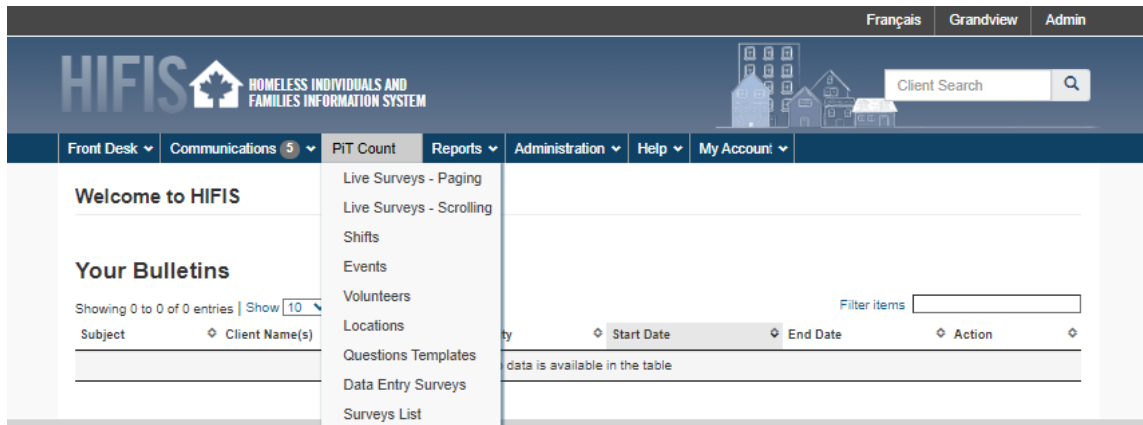 Français Grandview Admin
HIFIS HOMELESS INDIVIDUALS AND
FAMILIES INFORMATION SYSTEM
Client Search
Front Desk Communications 5 PiT Count Reports Administration Help My Account
Live Surveys - Paging
Welcome to HIFIS
Live Surveys - Scrolling
Shifts
Your Bulletins
Events
Volunteers
Showing 0 to 0 of 0 entries | Show 10 Filter items
Locations
Subject Client Name(s) ty Start Date End Date Action
Questions Templates
data is available in the table
Data Entry Surveys
Surveys List